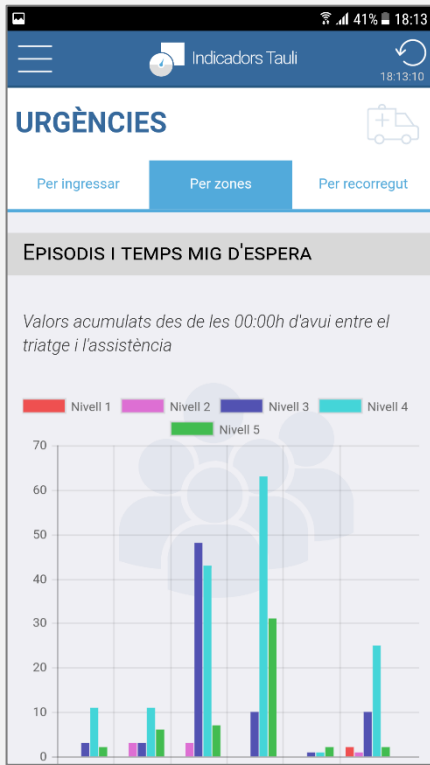 41% 18:13
Indicadors Tauli
18:13:10
URGÈNCIES
Per ingressar Per zones Per recorregut
EPISODIS I TEMPS MIG D'ESPERA
Valors acumulats des de les 00:00h d'avui entre el
triatge i l'assistència
Nivell 1 Nivell 2 Nivell 3 Nivell 4
Nivell 5
70
60
50
40
30
20
10
0